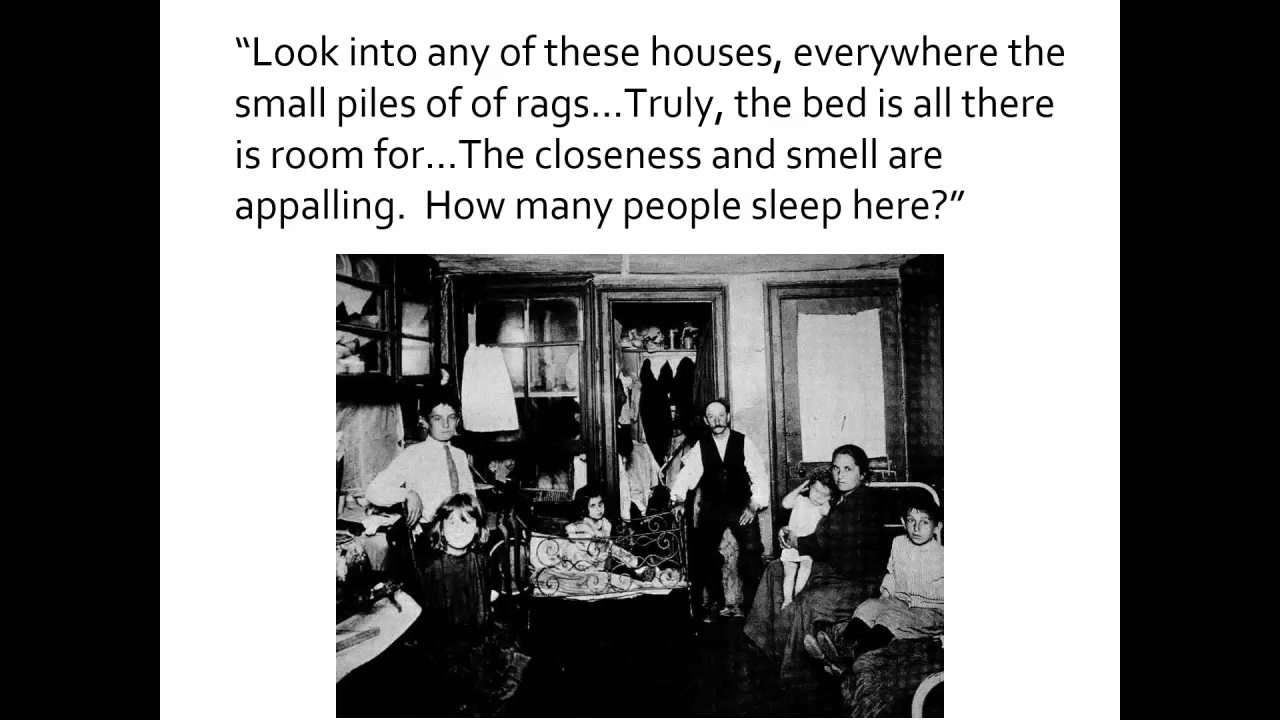 “Look into any of these houses, everywhere the
small piles of of rags...Truly, the bed is all there
is room for...The closeness and smell are
appalling.  How many people sleep here?”